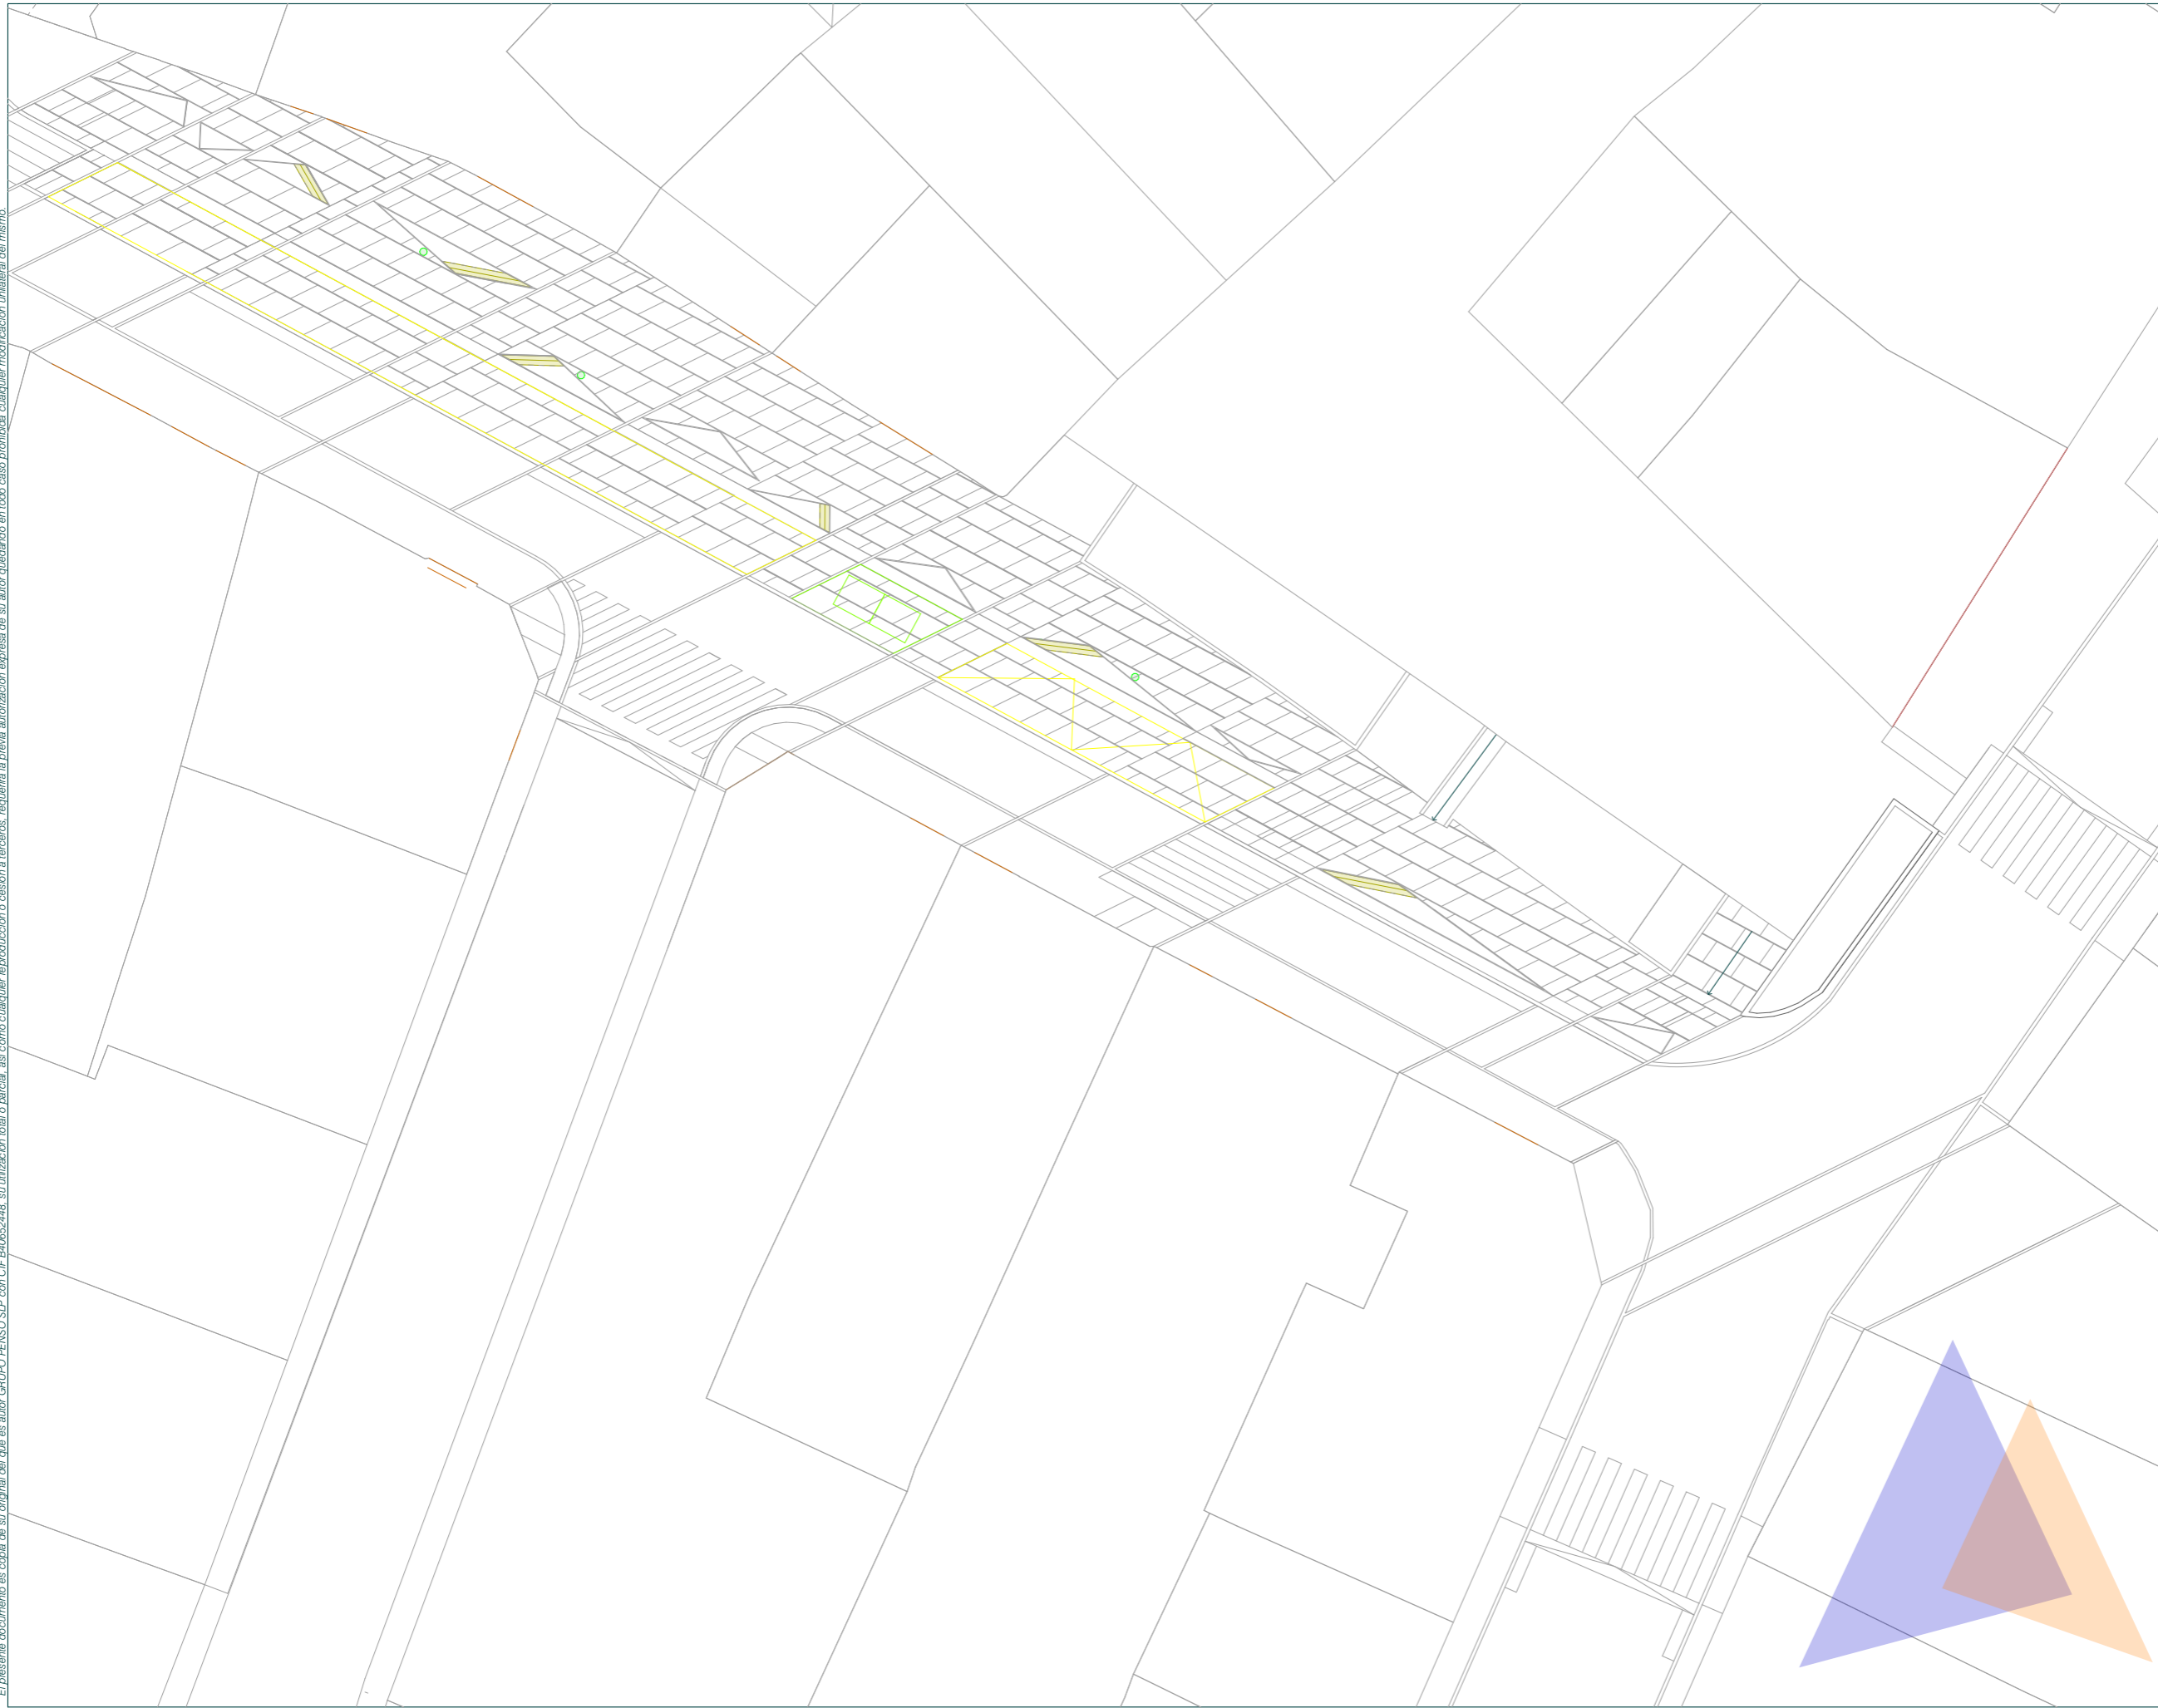 El presente documento es copia de su original del que es autor GRUPO PENSO SLP con CIF B40652448, su utilización total o parcial, así como cualquier reproducción o cesión a terceros, requerirá la previa autorización expresa de su autor quedando en todo caso prohibida cualquier modificación unilateral del mismo.